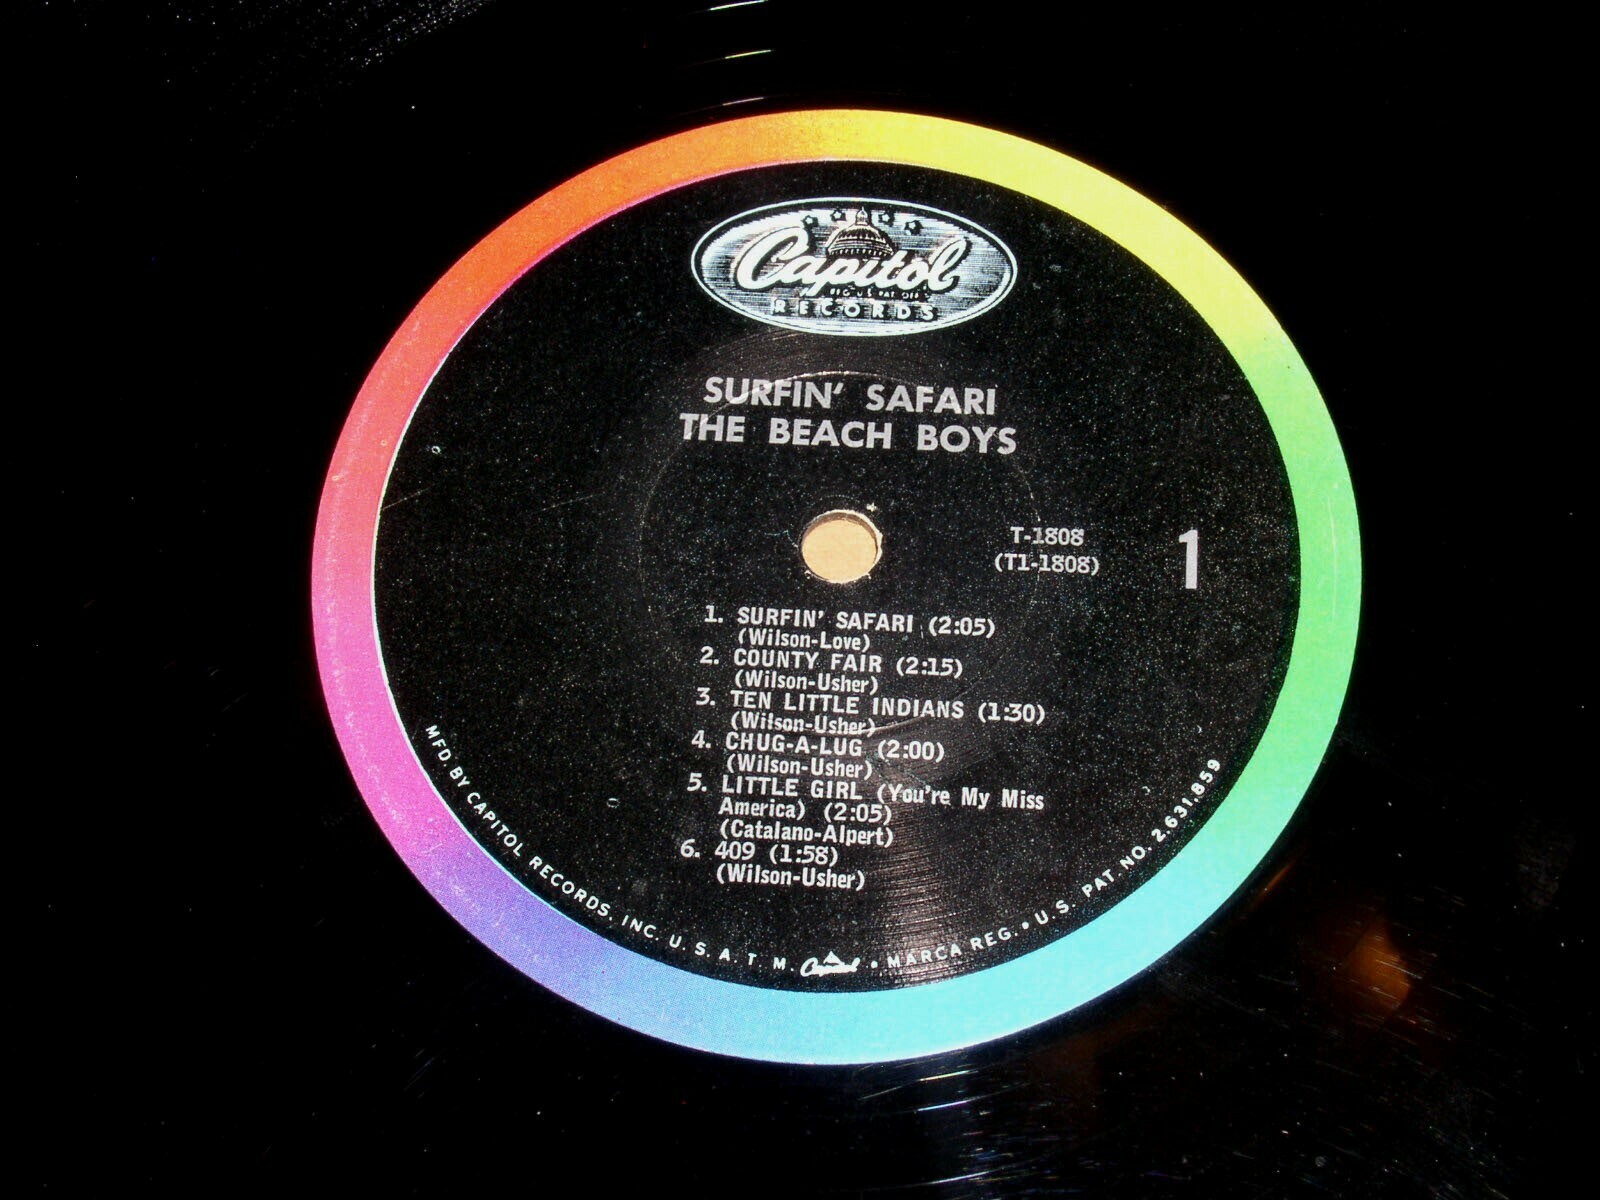 Capitol
REG. U.S. PAT. OFF.
RECORDS
SURFIN' SAFARI
THE BEACH BOYS
T-1808
(T1-1808)
1
1. SURFIN' SAFARI (2:05)
(Wilson-Love)
2. COUNTY FAIR (2:15)
(Wilson-Usher)
3. TEN LITTLE INDIANS (1:30)
(Wilson-Usher)
4. CHUG-A-LUG (2:00)
(Wilson-Usher)
5. LITTLE GIRL (You're My Miss
America) (2:05)
(Catalano-Alpert)
6. 409 (1:58)
(Wilson-Usher)
MFD. BY CAPITOL RECORDS, INC. U. S. A. T. M. Capitol • MARCA REG. • U.S. PAT. NO. 2,631,859